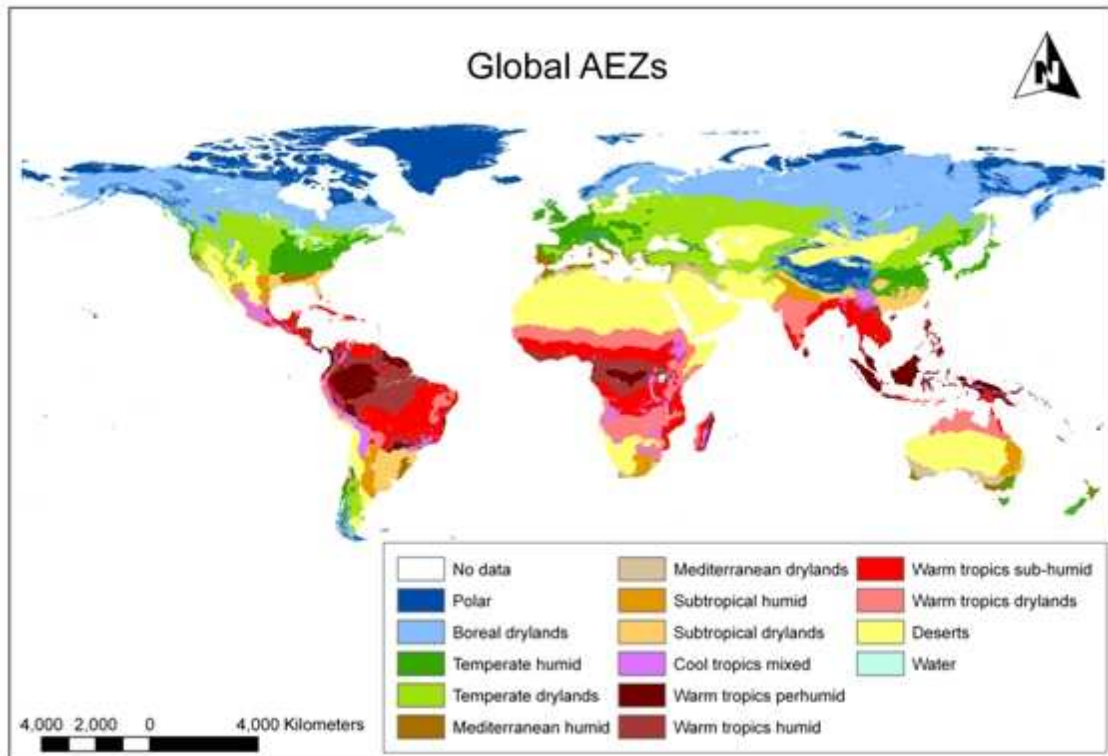 Global AEZs
N
No data
Polar
Boreal drylands
Temperate humid
Temperate drylands
Mediterranean humid
Mediterranean drylands
Subtropical humid
Subtropical drylands
Cool tropics mixed
Warm tropics perhumid
Warm tropics humid
Warm tropics sub-humid
Warm tropics drylands
Deserts
Water
4,000 2,000 0 4,000 Kilometers